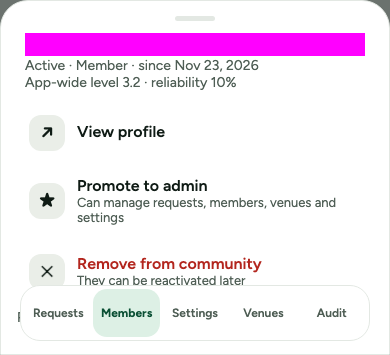 Active · Member · since Nov 23, 2026
App-wide level 3.2 · reliability 10%
View profile
Promote to admin
Can manage requests, members, venues and
settings
Remove from community
They can be reactivated later
Requests
Members
Settings
Venues
Audit